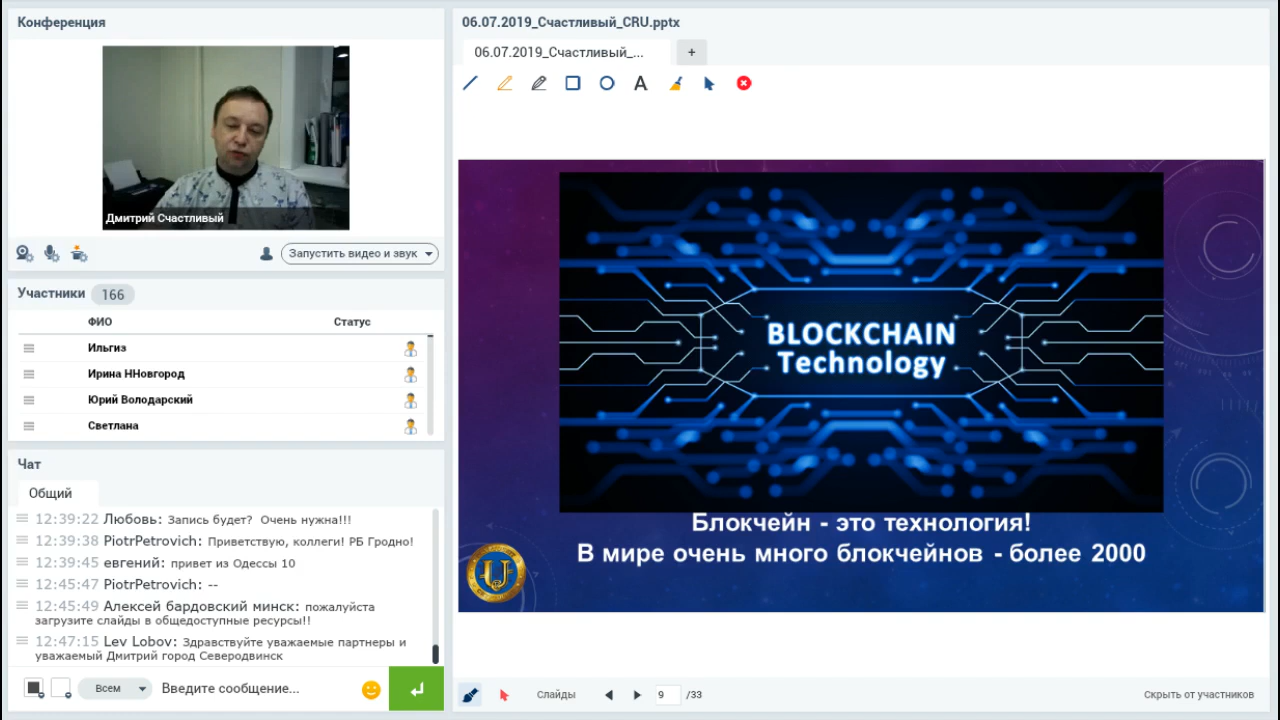 Конференция
Дмитрий Счастливый
Запустить видео и звук
Участники 166
ФИО Статус
Ильгиз
Ирина ННовгород
Юрий Володарский
Светлана
Чат
Общий
12:39:22 Любовь: Запись будет? Очень нужна!!!
12:39:38 PiotrPetrovich: Приветствую, коллеги! РБ Гродно!
12:39:45 евгений: привет из Одессы 10
12:45:47 PiotrPetrovich: --
12:45:49 Алексей бардовский минск: пожалуйста
загрузите слайды в общедоступные ресурсы!!
12:47:15 Lev Lobov: Здравствуйте уважаемые партнеры и
уважаемый Дмитрий город Северодвинск
Всем Введите сообщение...
06.07.2019_Счастливый_CRU.pptx
06.07.2019_Счастливый_... +
A
BLOCKCHAIN
Technology
Блокчейн - это технология!
В мире очень много блокчейнов - более 2000
U
Слайды 9 /33 Скрыть от участников